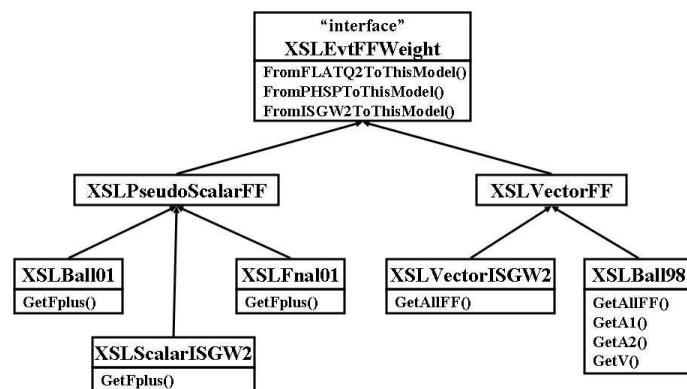 “interface”
XSLEvtFFWeight
FromFLATQ2ToThisModel()
FromPHSPToThisModel()
FromISGW2ToThisModel()
XSLPseudoScalarFF
XSLVectorFF
XSLBall01
GetFplus()
XSLFnal01
GetFplus()
XSLVectorISGW2
GetAllFF()
XSLBall98
GetAllFF()
GetA1()
GetA2()
GetV()
XSLScalarISGW2
GetFplus()